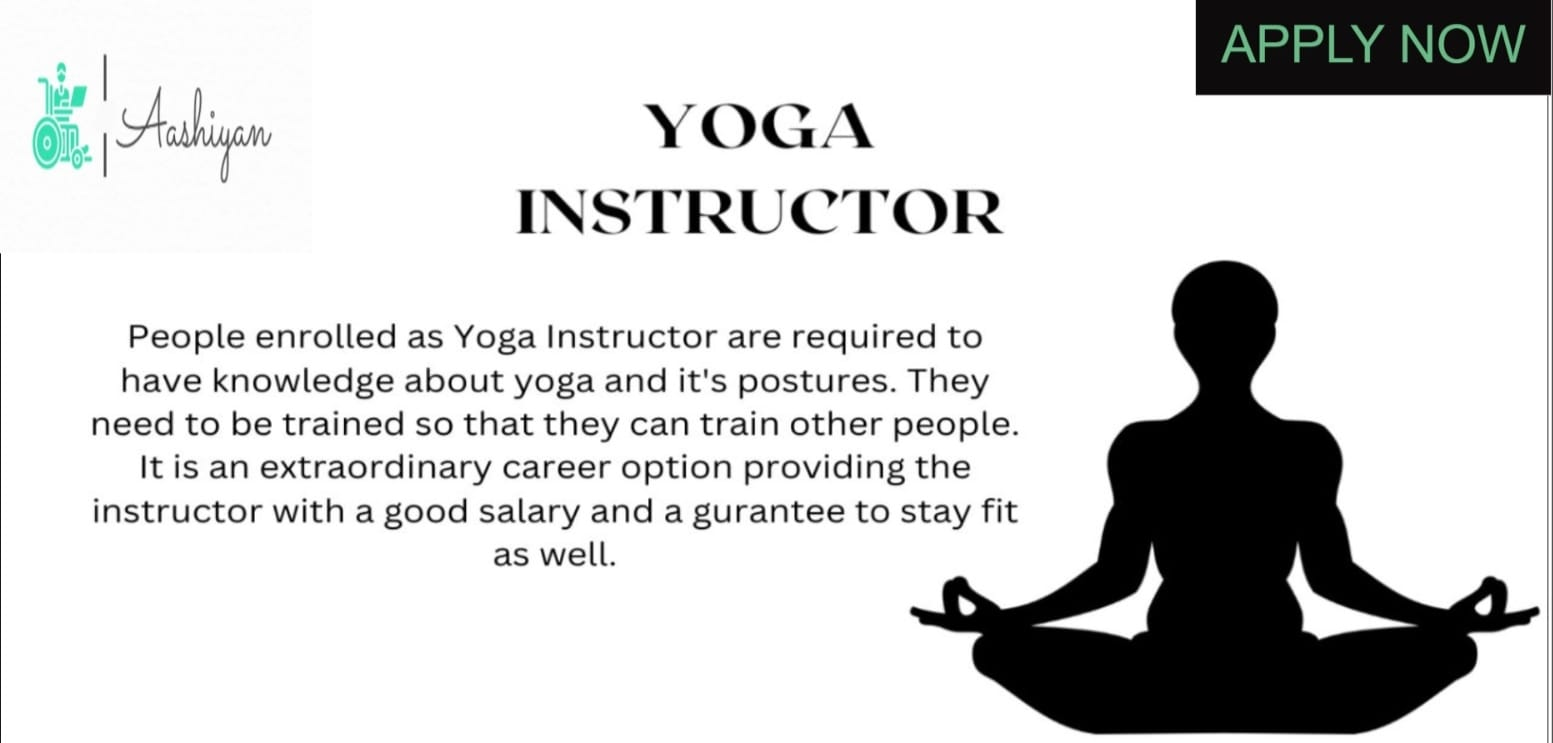 Aashiyan
APPLY NOW
YOGA
INSTRUCTOR
People enrolled as Yoga Instructor are required to
have knowledge about yoga and it's postures. They
need to be trained so that they can train other people.
It is an extraordinary career option providing the
instructor with a good salary and a gurantee to stay fit
as well.